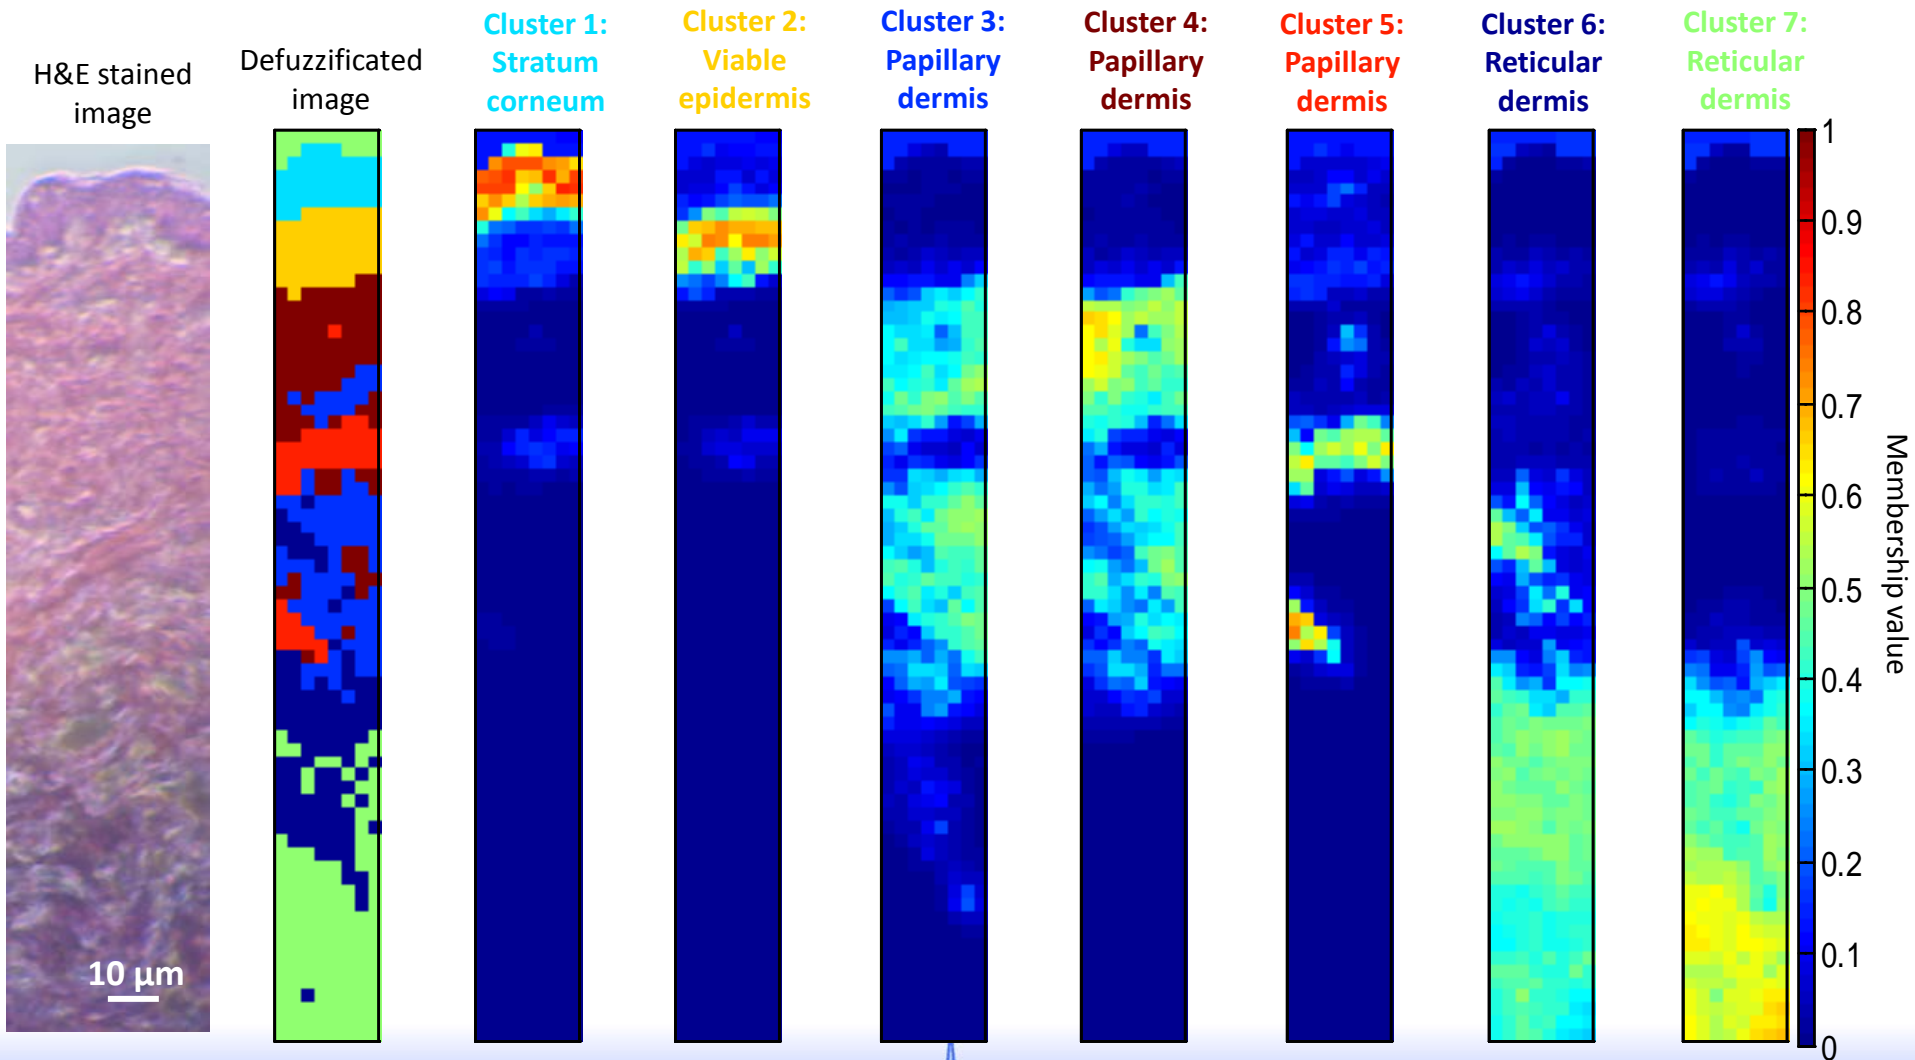 H&E stained
image
Defuzzificated
image
Cluster 1:
Stratum
corneum
Cluster 2:
Viable
epidermis
Cluster 3:
Papillary
dermis
Cluster 4:
Papillary
dermis
Cluster 5:
Papillary
dermis
Cluster 6:
Reticular
dermis
Cluster 7:
Reticular
dermis
10 μm
1
0.9
0.8
0.7
0.6
0.5
0.4
0.3
0.2
0.1
0
Membership value